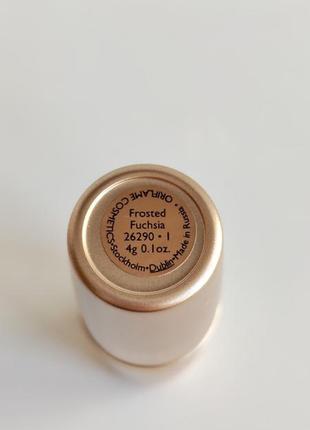 Frosted
Fuchsia
26290 • 1
4g 0.1oz.
ORIFLAME COSMETICS•Stockholm•Dublin•Made in Russia•